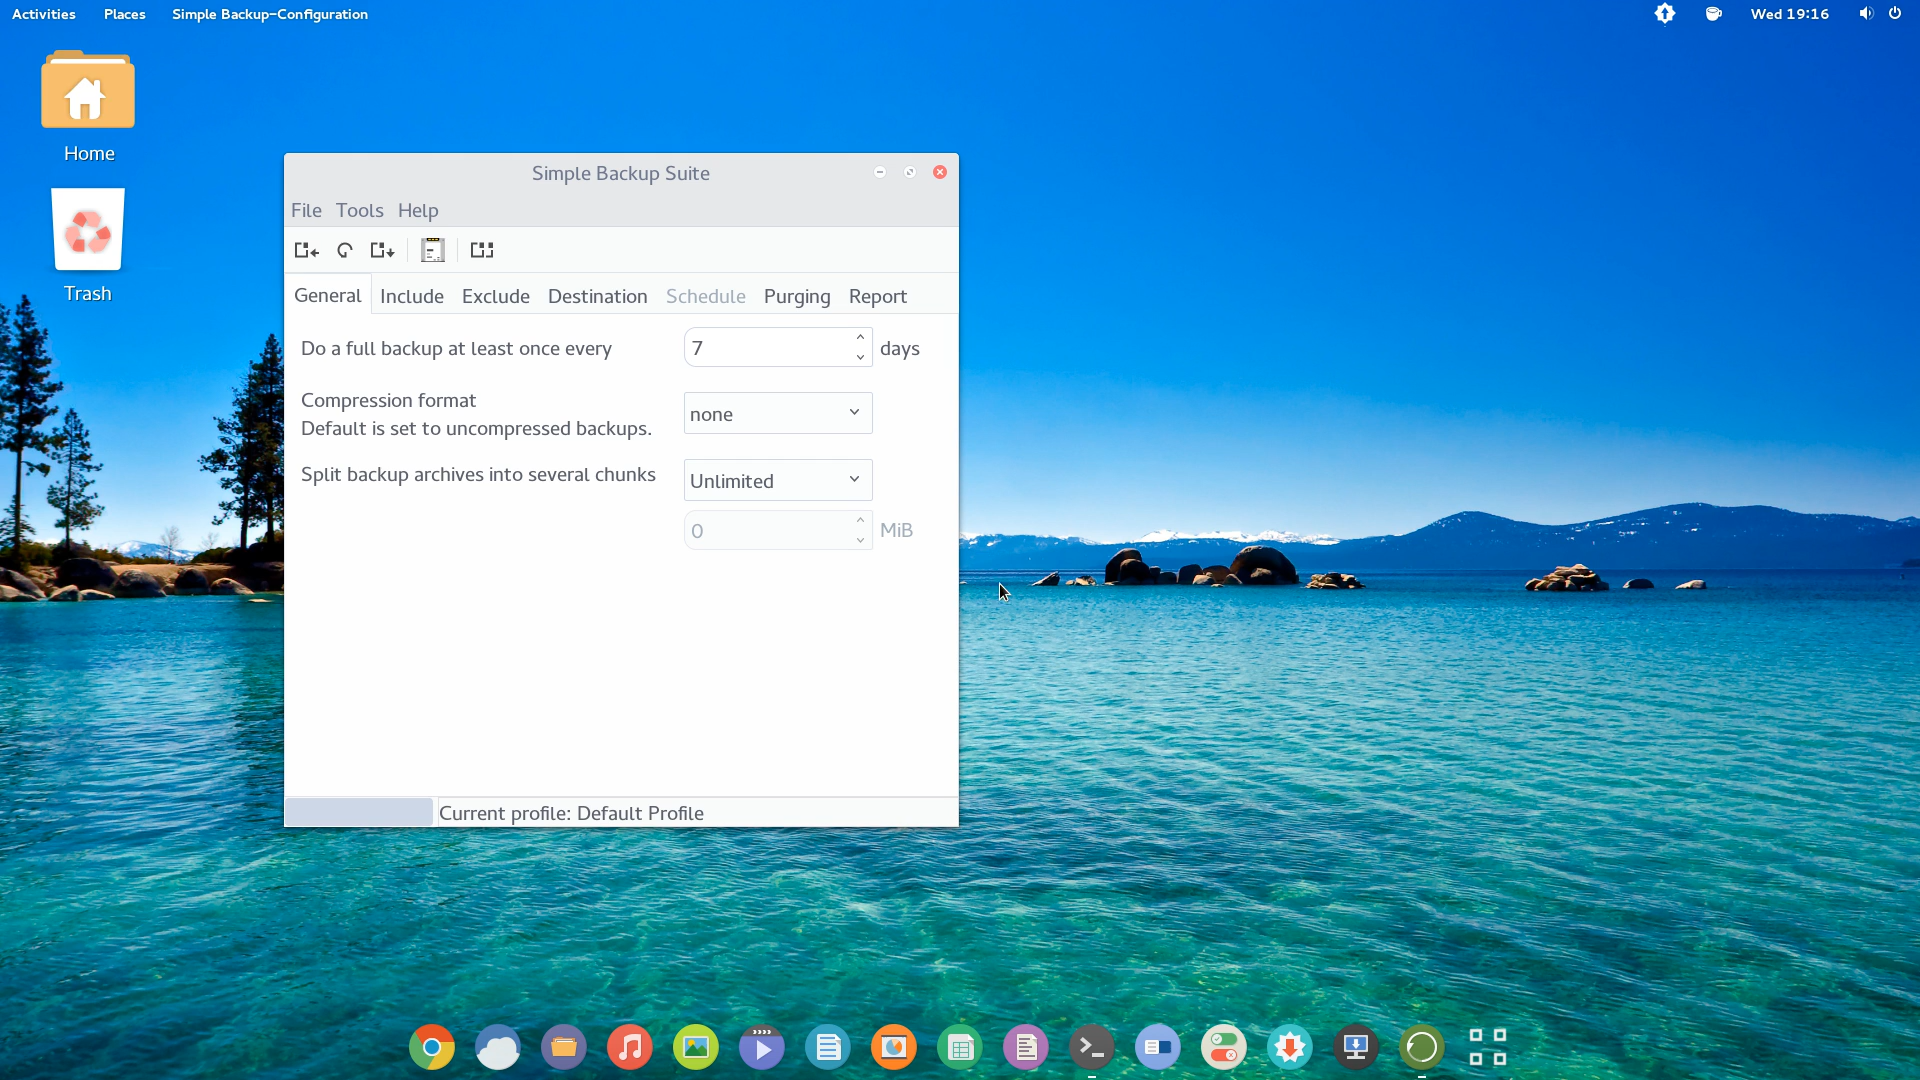 Activities Places Simple Backup-Configuration Wed 19:16
Home
Trash
Simple Backup Suite
File Tools Help
General Include Exclude Destination Schedule Purging Report
Do a full backup at least once every 7 days
Compression format
Default is set to uncompressed backups. none
Split backup archives into several chunks Unlimited
0 MiB
Current profile: Default Profile